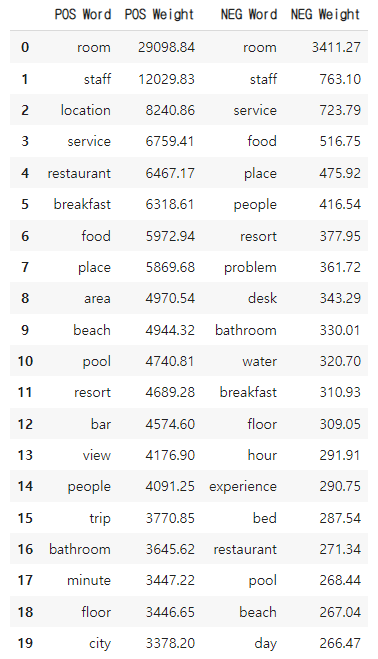 POS Word POS Weight NEG Word NEG Weight
0 room 29098.84 room 3411.27
1 staff 12029.83 staff 763.10
2 location 8240.86 service 723.79
3 service 6759.41 food 516.75
4 restaurant 6467.17 place 475.92
5 breakfast 6318.61 people 416.54
6 food 5972.94 resort 377.95
7 place 5869.68 problem 361.72
8 area 4970.54 desk 343.29
9 beach 4944.32 bathroom 330.01
10 pool 4740.81 water 320.70
11 resort 4689.28 breakfast 310.93
12 bar 4574.60 floor 309.05
13 view 4176.90 hour 291.91
14 people 4091.25 experience 290.75
15 trip 3770.85 bed 287.54
16 bathroom 3645.62 restaurant 271.34
17 minute 3447.22 pool 268.44
18 floor 3446.65 beach 267.04
19 city 3378.20 day 266.47